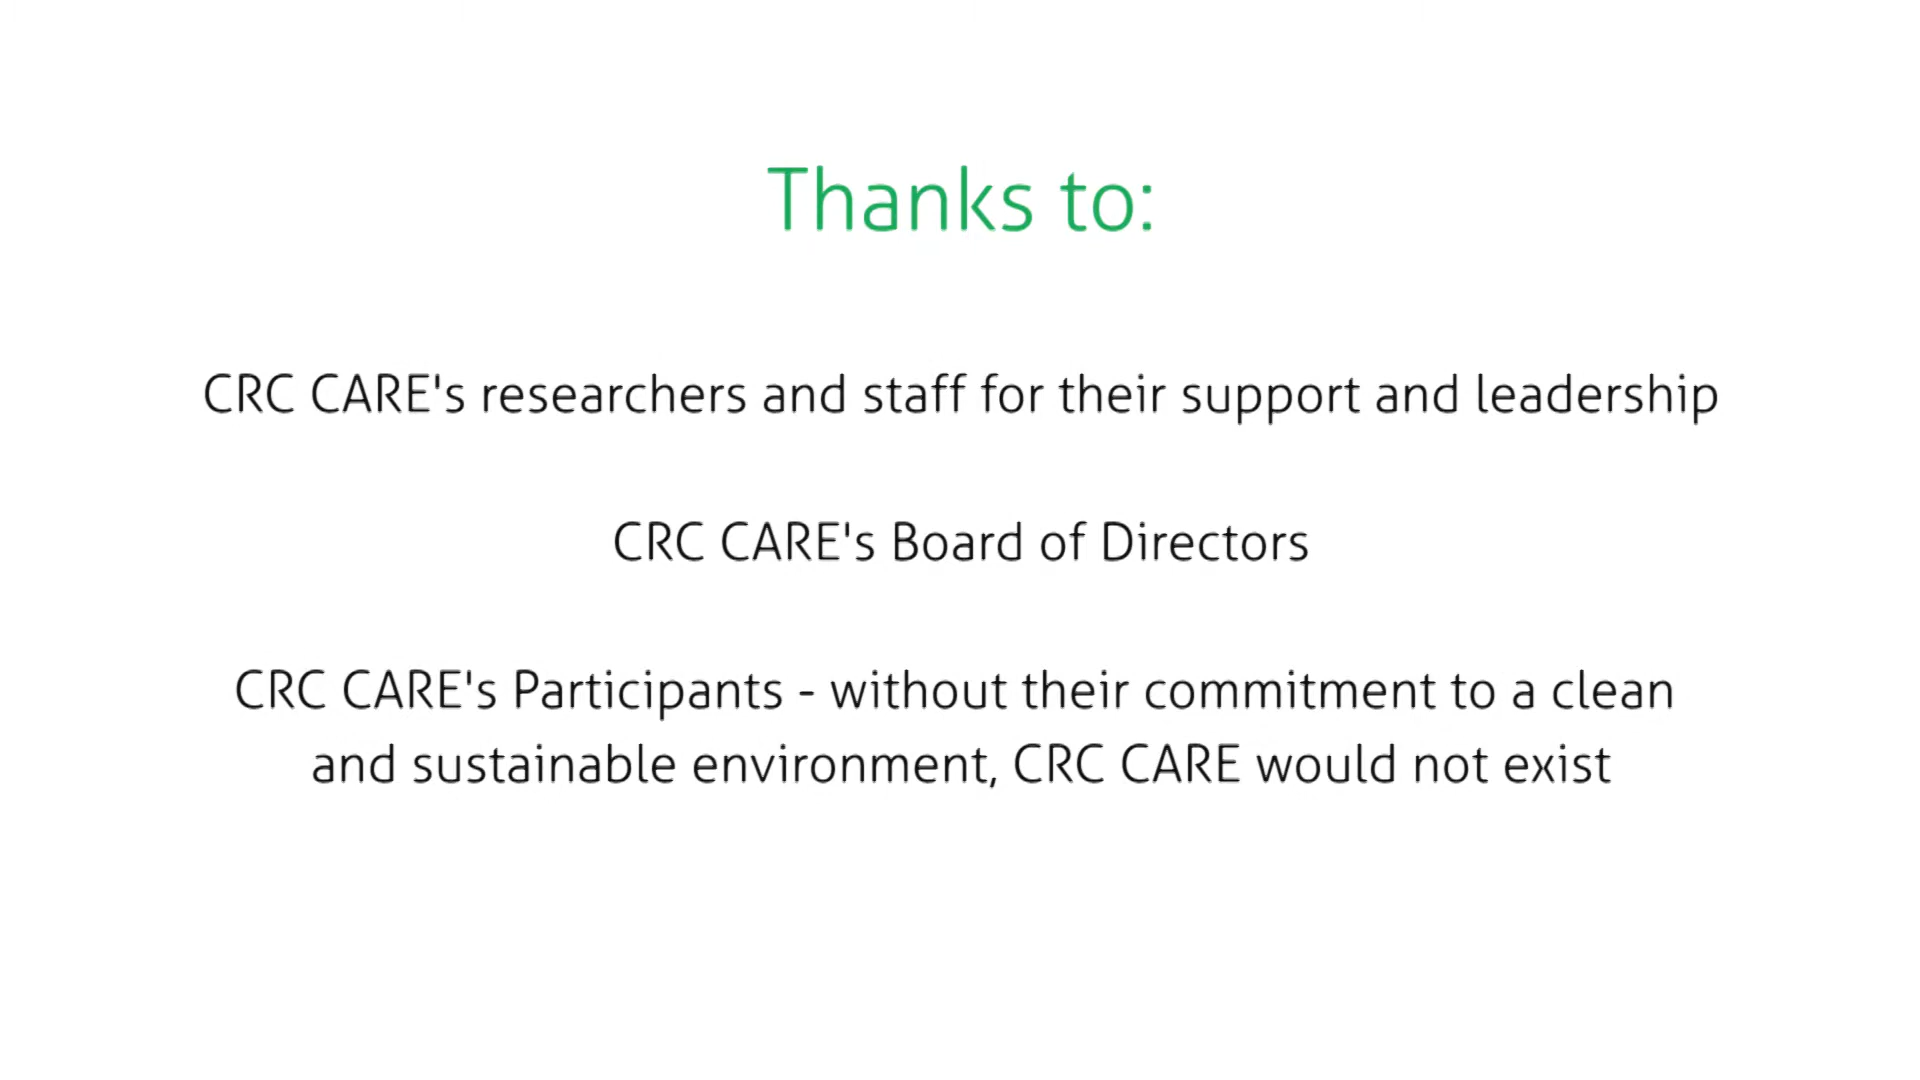 Thanks to:
CRC CARE's researchers and staff for their support and leadership
CRC CARE's Board of Directors
CRC CARE's Participants - without their commitment to a clean
and sustainable environment, CRC CARE would not exist